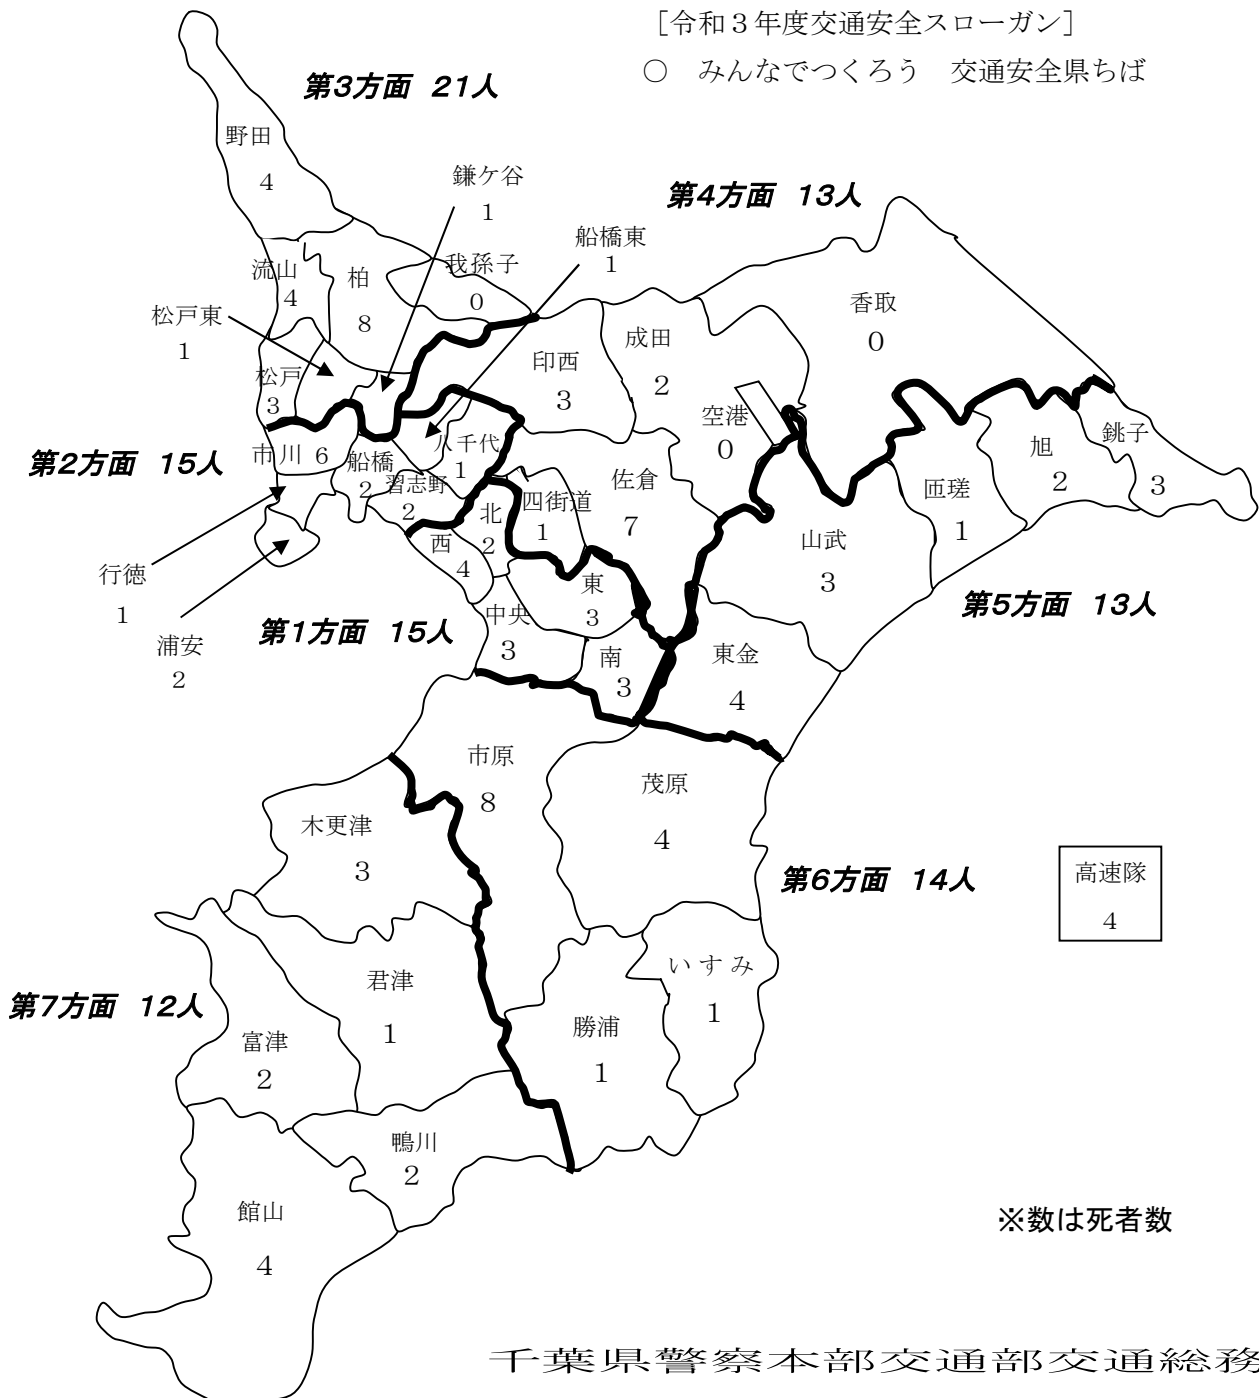 ［令和３年度交通安全スローガン］
○　みんなでつくろう　交通安全県ちば
第3方面 21人
野田
4
鎌ケ谷
1
第4方面 13人
船橋東
1
流山
4
柏
8
我孫子
0
松戸東
1
松戸
3
香取
0
成田
2
印西
3
空港
0
市川 6
第2方面 15人
船橋
2
八千代
1
習志野
2
佐倉
7
旭
2
銚子
3
匝瑳
1
四街道
1
北
2
西
4
山武
3
行徳
1
浦安
2
第1方面 15人
東
3
中央
3
南
3
東金
4
第5方面 13人
市原
8
茂原
4
木更津
3
第6方面 14人
高速隊
4
第7方面 12人
君津
1
いすみ
1
富津
2
勝浦
1
鴨川
2
館山
4
※数は死者数
千葉県警察本部交通部交通総務